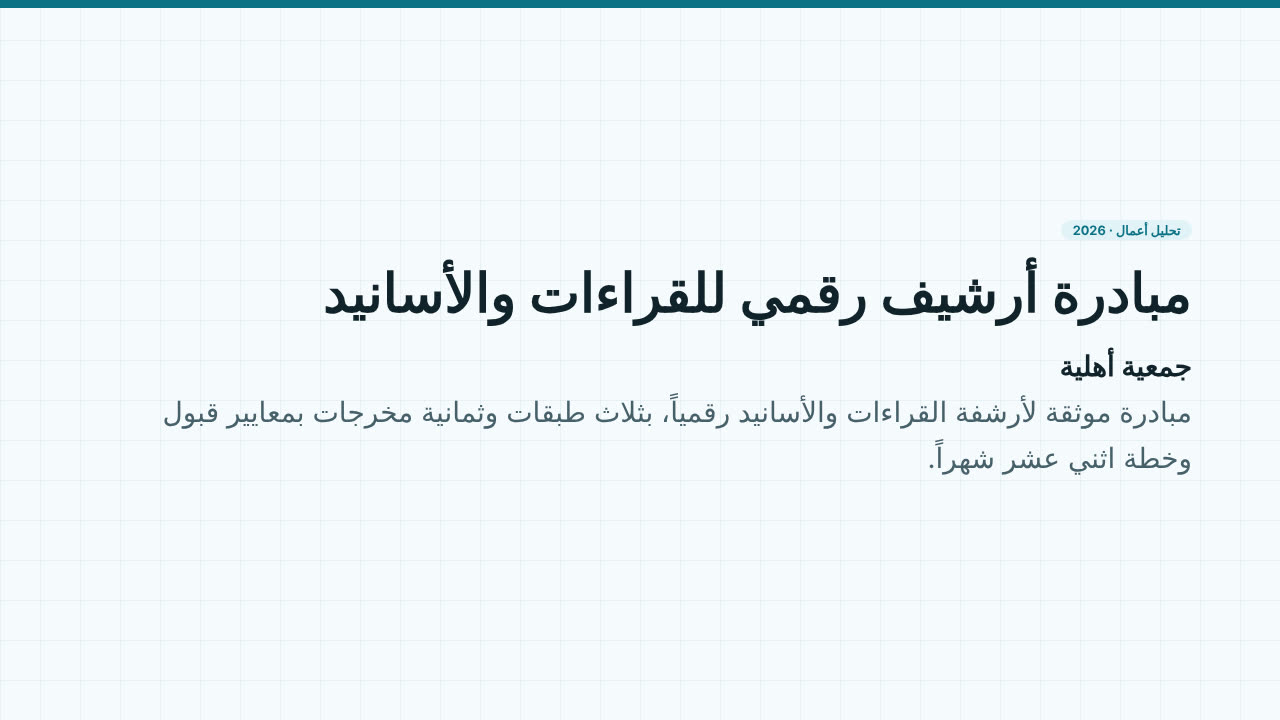 تحليل أعمال · 2026
مبادرة أرشيف رقمي للقراءات والأسانيد
جمعية أهلية
مبادرة موثقة لأرشفة القراءات والأسانيد رقمياً، بثلاث طبقات وثمانية مخرجات بمعايير قبول
وخطة اثني عشر شهراً.